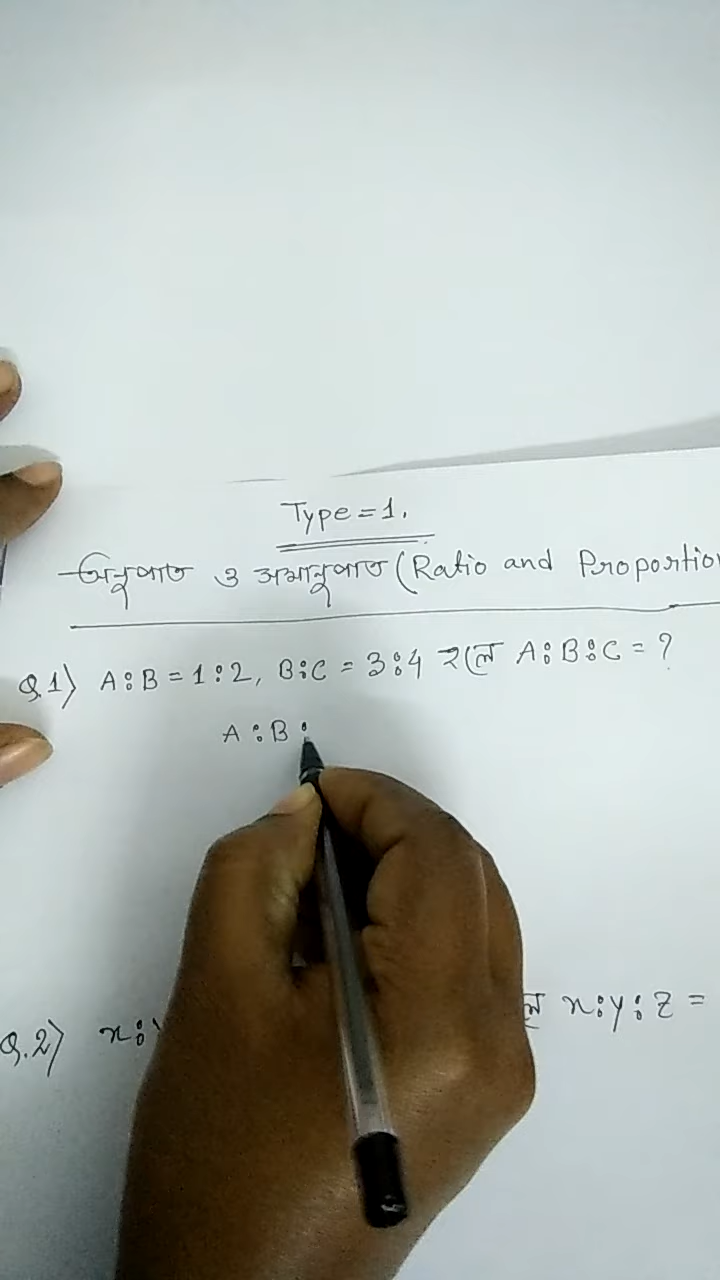 Type = 1.
অনুপাত ও সমানুপাত (Ratio and Proportion
Q.1) A:B = 1:2, B:C = 3:4 হলে A:B:C = ?
A : B :
Q.2) x: x:y:z =